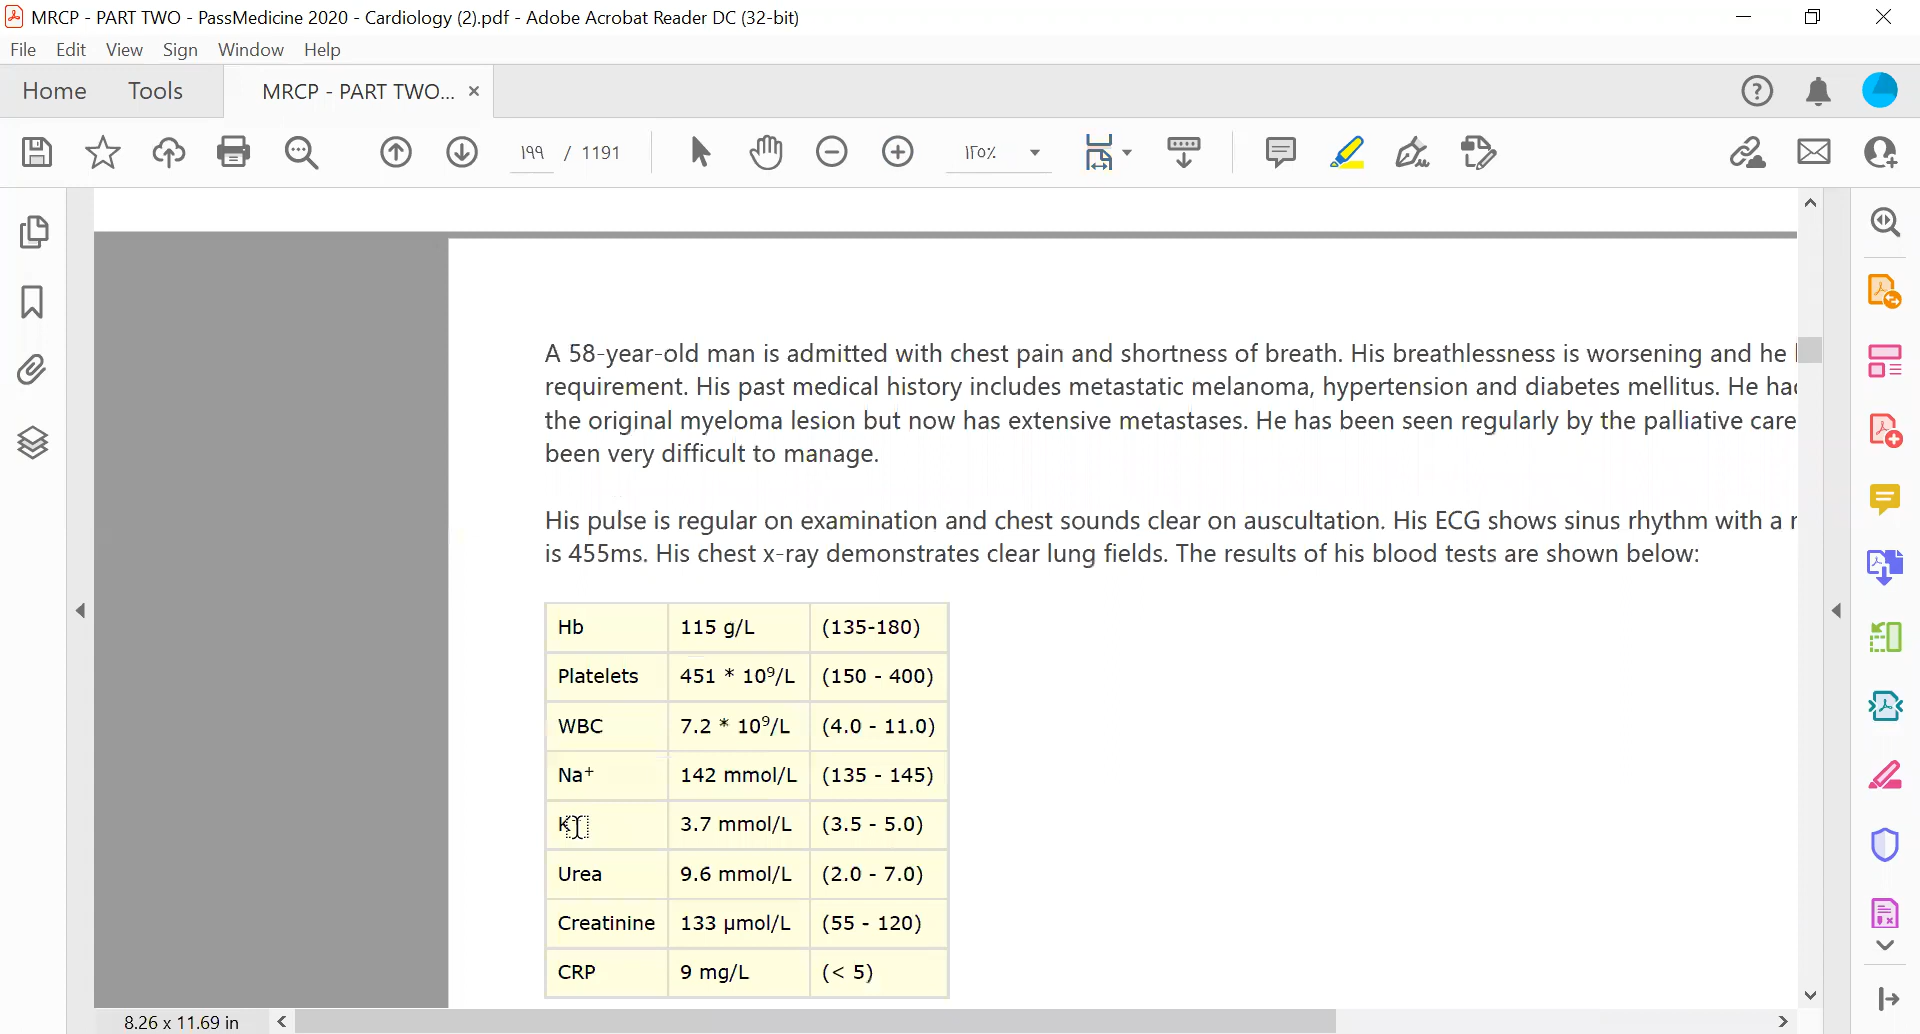 MRCP - PART TWO - PassMedicine 2020 - Cardiology (2).pdf - Adobe Acrobat Reader DC (32-bit)
File Edit View Sign Window Help
Home Tools MRCP - PART TWO... ×
١٩٩ / 1191 ١٢٥٪
A 58-year-old man is admitted with chest pain and shortness of breath. His breathlessness is worsening and he
requirement. His past medical history includes metastatic melanoma, hypertension and diabetes mellitus. He had
the original myeloma lesion but now has extensive metastases. He has been seen regularly by the palliative care
been very difficult to manage.
His pulse is regular on examination and chest sounds clear on auscultation. His ECG shows sinus rhythm with a
is 455ms. His chest x-ray demonstrates clear lung fields. The results of his blood tests are shown below:
Hb 115 g/L (135-180)
Platelets 451 * 10⁹/L (150 - 400)
WBC 7.2 * 10⁹/L (4.0 - 11.0)
Na⁺ 142 mmol/L (135 - 145)
K 3.7 mmol/L (3.5 - 5.0)
Urea 9.6 mmol/L (2.0 - 7.0)
Creatinine 133 µmol/L (55 - 120)
CRP 9 mg/L (< 5)
8.26 x 11.69 in